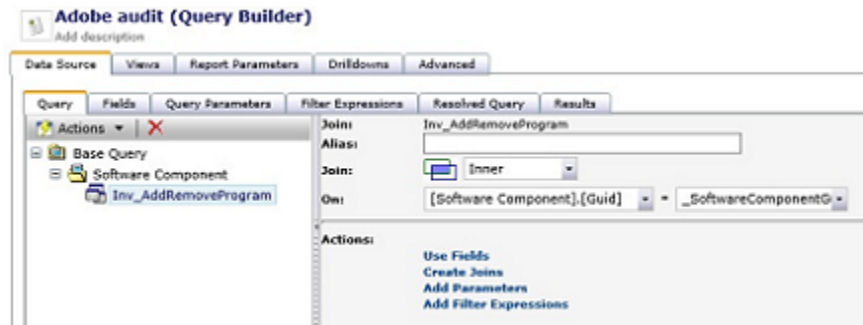 Adobe audit (Query Builder)
Add description
Data Source Views Report Parameters Drilldowns Advanced
Query Fields Query Parameters Filter Expressions Resolved Query Results
Actions
Base Query
Software Component
Inv_AddRemoveProgram
Join: Inv_AddRemoveProgram
Alias:
Join: Inner
On: [Software Component].[Guid] = _SoftwareComponentG
Actions:
Use Fields
Create Joins
Add Parameters
Add Filter Expressions